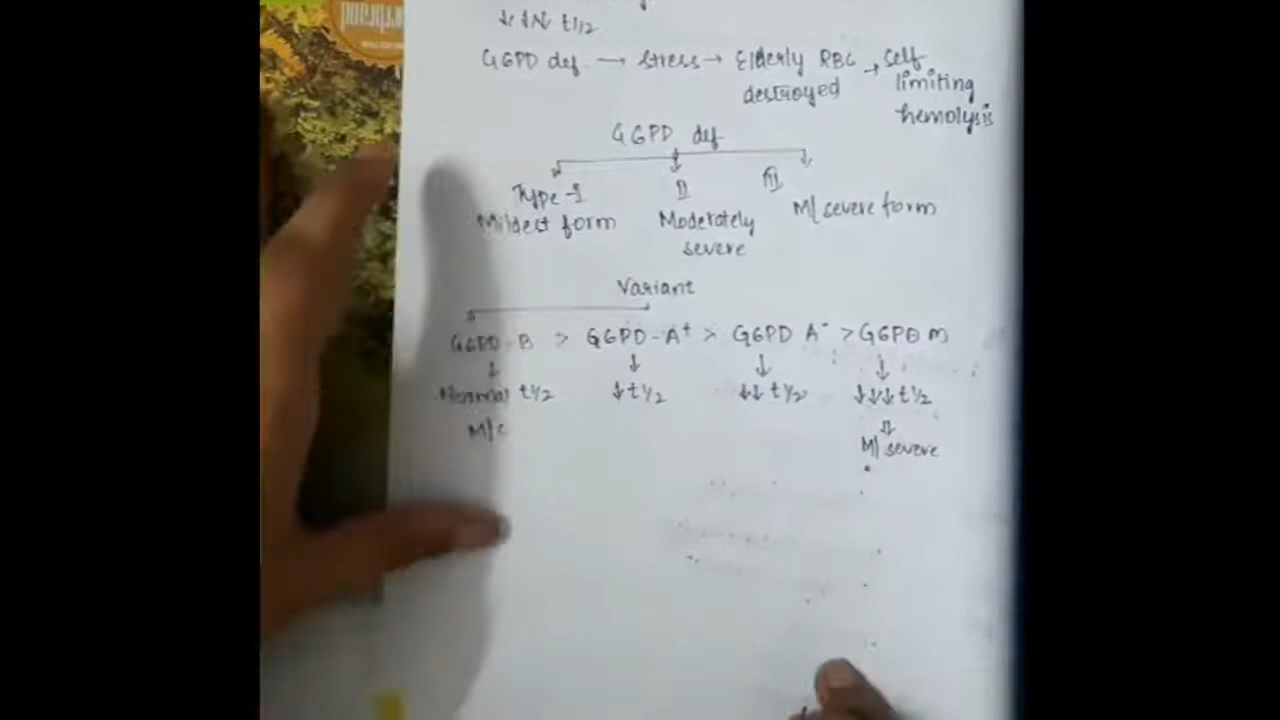 ↓↓N t1/2
G6PD def. → stress → Elderly RBC destroyed → self limiting hemolysis
G6PD def
Type-I II III
Mildest form Moderately severe M/severe form
Variant
G6PD-B > G6PD-A+ > G6PD A- > G6PD M
↓ ↓ ↓ ↓
Normal t1/2 ↓t1/2 ↓↓t1/2 ↓↓↓t1/2
M/c ⇓
M/severe